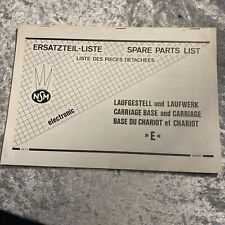 ERSATZTEIL-LISTE SPARE PARTS LIST
LISTE DES PIECES DETACHEES
NSM
electronic
LAUFGESTELL und LAUFWERK
CARRIAGE BASE and CARRIAGE
BASE DU CHARIOT et CHARIOT
»E«